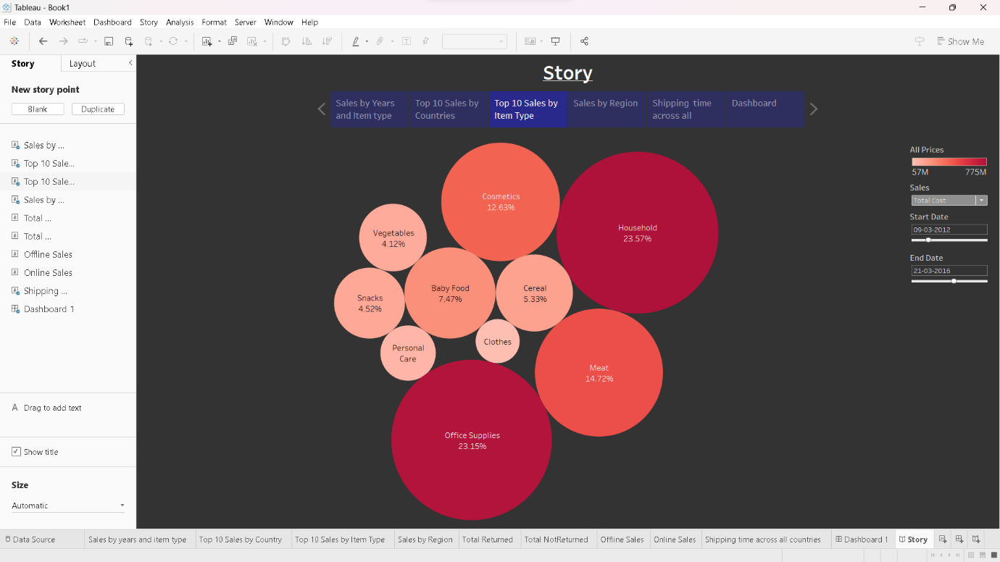 Tableau - Book1
File Data Worksheet Dashboard Story Analysis Format Server Window Help
Show Me
Story Layout
New story point
Blank Duplicate
Sales by ...
Top 10 Sale...
Top 10 Sale...
Sales by ...
Total ...
Total ...
Offline Sales
Online Sales
Shipping ...
Dashboard 1
A Drag to add text
Show title
Size
Automatic
Story
Sales by Years
and Item type
Top 10 Sales by
Countries
Top 10 Sales by
Item Type
Sales by Region
Shipping time
across all
Dashboard
Cosmetics
12.63%
Household
23.57%
Vegetables
4.12%
Baby Food
7.47%
Cereal
5.33%
Snacks
4.52%
Clothes
Personal
Care
Meat
14.72%
Office Supplies
23.15%
All Prices
57M 775M
Sales
Total Cost
Start Date
09-03-2012
End Date
21-03-2016
Data Source Sales by years and item type Top 10 Sales by Country Top 10 Sales by Item Type Sales by Region Total Returned Total NotReturned Offline Sales Online Sales Shipping time across all countries Dashboard 1 Story